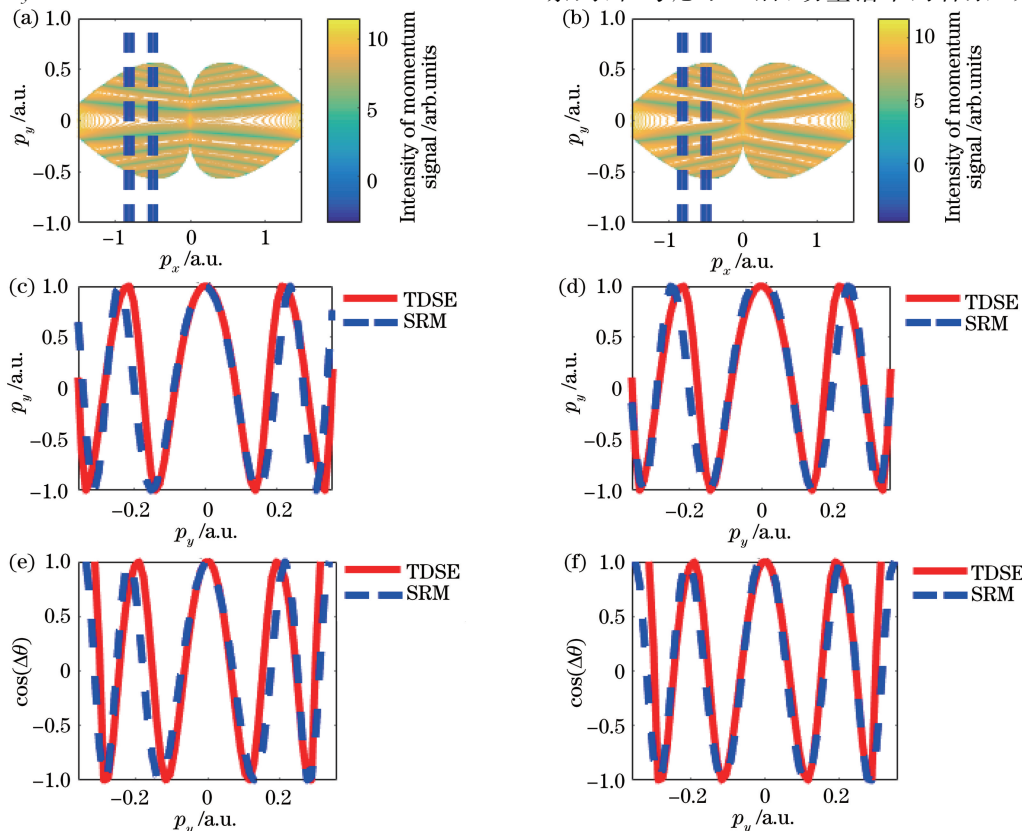 (a)
10
5
0
Intensity of momentum
signal /arb.units
1.0
0.5
0
-0.5
-1.0
p_y /a.u.
-1
0
1
p_x /a.u.
(b)
10
5
0
Intensity of momentum
signal /arb.units
1.0
0.5
0
-0.5
-1.0
p_y /a.u.
-1
0
1
p_x /a.u.
(c)
1.0
0.5
0
-0.5
-1.0
p_y /a.u.
-0.2
0
0.2
p_y /a.u.
TDSE
SRM
(d)
1.0
0.5
0
-0.5
-1.0
p_y /a.u.
-0.2
0
0.2
p_y /a.u.
TDSE
SRM
(e)
1.0
0.5
0
-0.5
-1.0
cos(Δθ)
-0.2
0
0.2
p_y /a.u.
TDSE
SRM
(f)
1.0
0.5
0
-0.5
-1.0
cos(Δθ)
-0.2
0
0.2
p_y /a.u.
TDSE
SRM